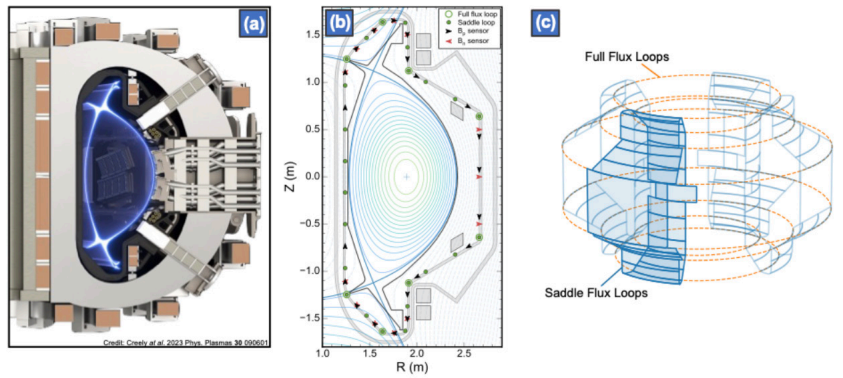 (a)
Credit: Creely et al. 2023 Phys. Plasmas 30 090601
(b)
Full flux loop
Saddle loop
Bp sensor
Bn sensor
1.5
1.0
0.5
0.0
−0.5
−1.0
−1.5
Z (m)
1.0
1.5
2.0
2.5
R (m)
(c)
Full Flux Loops
Saddle Flux Loops